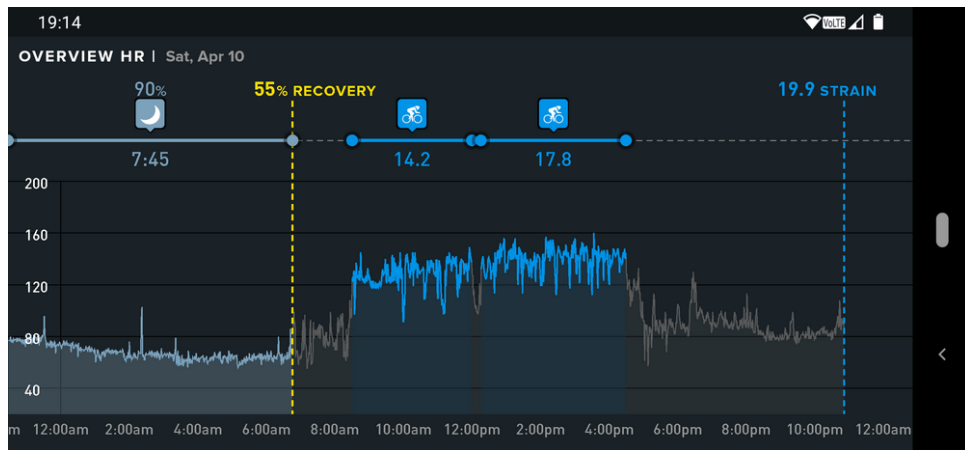 19:14
VoLTE
OVERVIEW HR | Sat, Apr 10
90% 55% RECOVERY 19.9 STRAIN
7:45 14.2 17.8
200
160
120
80
40
m 12:00am 2:00am 4:00am 6:00am 8:00am 10:00am 12:00pm 2:00pm 4:00pm 6:00pm 8:00pm 10:00pm 12:00am